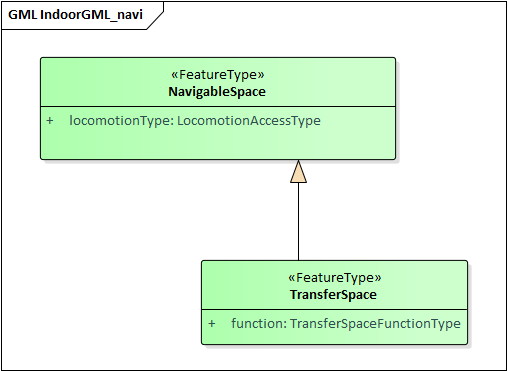 GML IndoorGML_navi
«FeatureType»
NavigableSpace
+ locomotionType: LocomotionAccessType
«FeatureType»
TransferSpace
+ function: TransferSpaceFunctionType